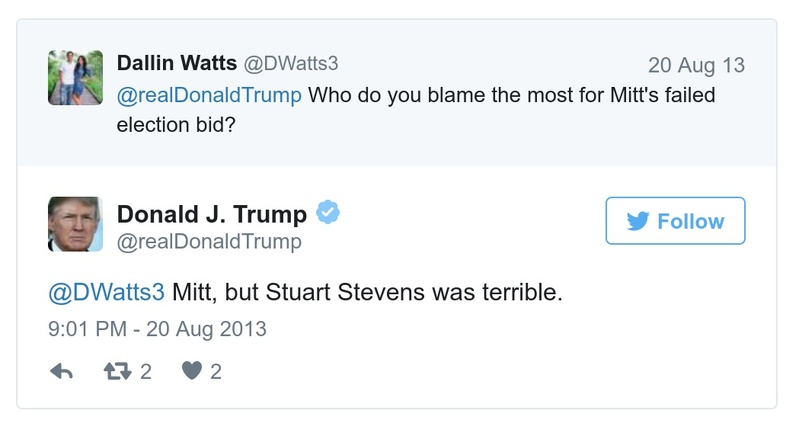 Dallin Watts @DWatts3 20 Aug 13
@realDonaldTrump Who do you blame the most for Mitt's failed
election bid?
Donald J. Trump Follow
@realDonaldTrump
@DWatts3 Mitt, but Stuart Stevens was terrible.
9:01 PM - 20 Aug 2013
2 2